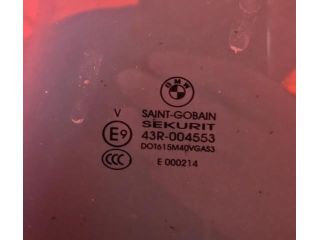 BMW
V
SAINT-GOBAIN
SEKURIT
E9
43R-004553
DOT615M40VGAS3
CCC
E 000214